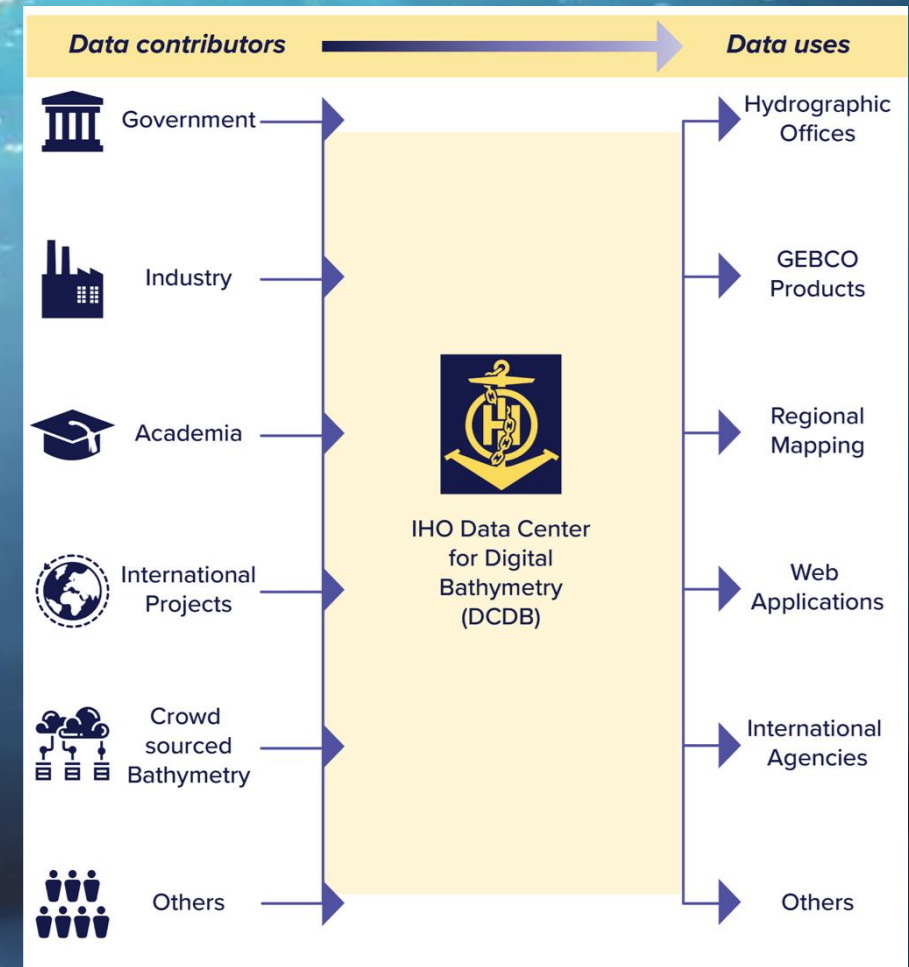 Data contributors
Data uses
Government
Industry
Academia
International
Projects
Crowd
sourced
Bathymetry
Others
IHO Data Center
for Digital
Bathymetry
(DCDB)
Hydrographic
Offices
GEBCO
Products
Regional
Mapping
Web
Applications
International
Agencies
Others